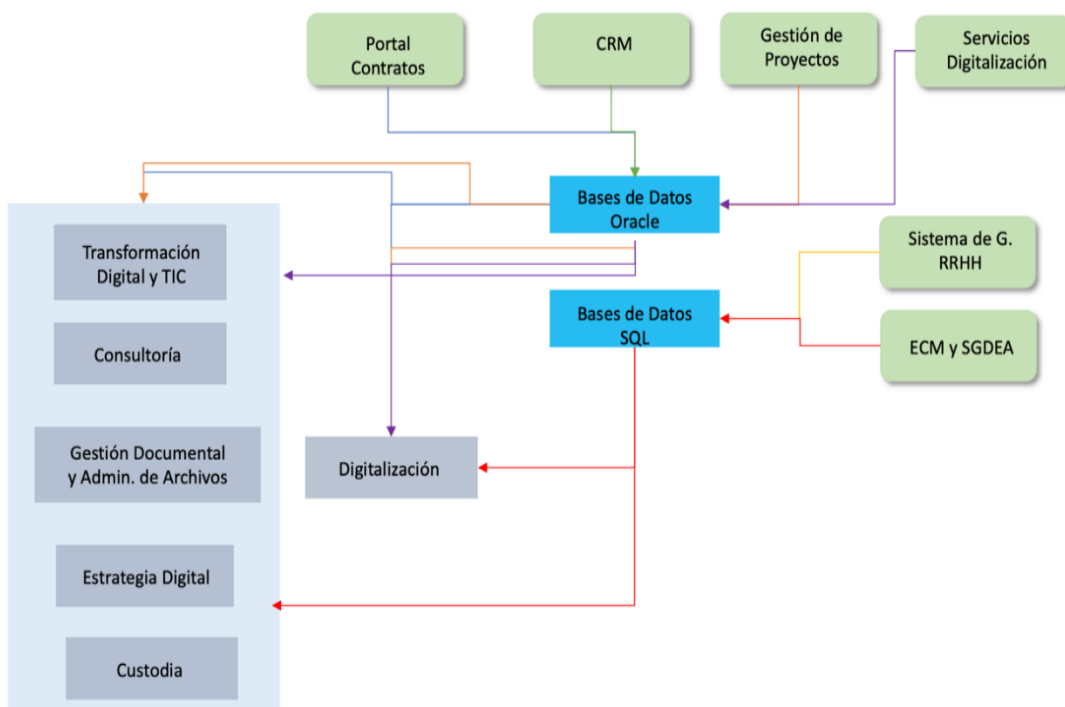 Portal
Contratos
CRM
Gestión de
Proyectos
Servicios
Digitalización
Bases de Datos
Oracle
Transformación
Digital y TIC
Sistema de G.
RRHH
Bases de Datos
SQL
ECM y SGDEA
Consultoría
Gestión Documental
y Admin. de Archivos
Digitalización
Estrategia Digital
Custodia